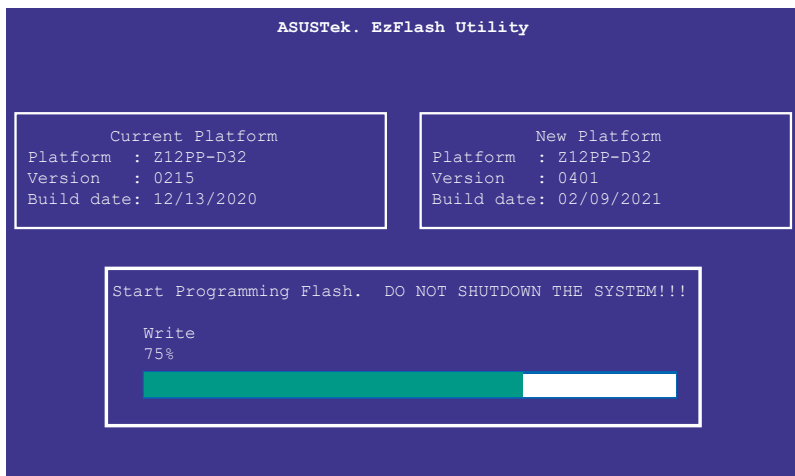 ASUSTek. EzFlash Utility
Current Platform
Platform : Z12PP-D32
Version : 0215
Build date: 12/13/2020
New Platform
Platform : Z12PP-D32
Version : 0401
Build date: 02/09/2021
Start Programming Flash. DO NOT SHUTDOWN THE SYSTEM!!!
Write
75%